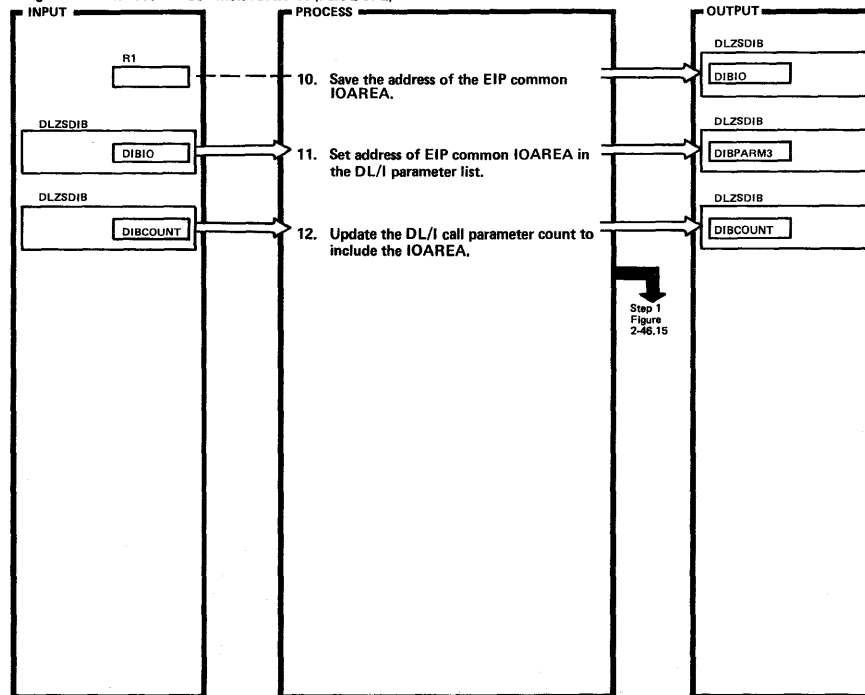 INPUT
PROCESS
OUTPUT
R1
10. Save the address of the EIP common
IOAREA.
DLZSDIB
DIBIO
DLZSDIB
DIBIO
11. Set address of EIP common IOAREA in
the DL/I parameter list.
DLZSDIB
DIBPARM3
DLZSDIB
DIBCOUNT
12. Update the DL/I call parameter count to
include the IOAREA.
DLZSDIB
DIBCOUNT
Step 1
Figure
2-46.15